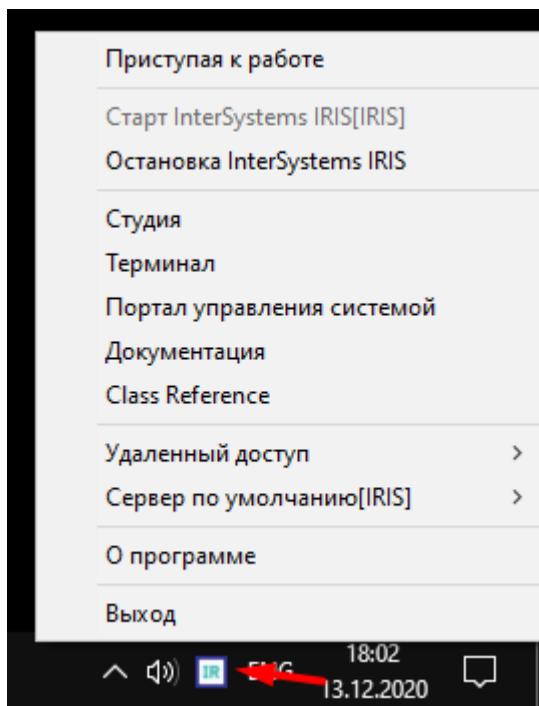 Приступая к работе
Старт InterSystems IRIS[IRIS]
Остановка InterSystems IRIS
Студия
Терминал
Портал управления системой
Документация
Class Reference
Удаленный доступ
Сервер по умолчанию[IRIS]
О программе
Выход
IR
18:02
13.12.2020